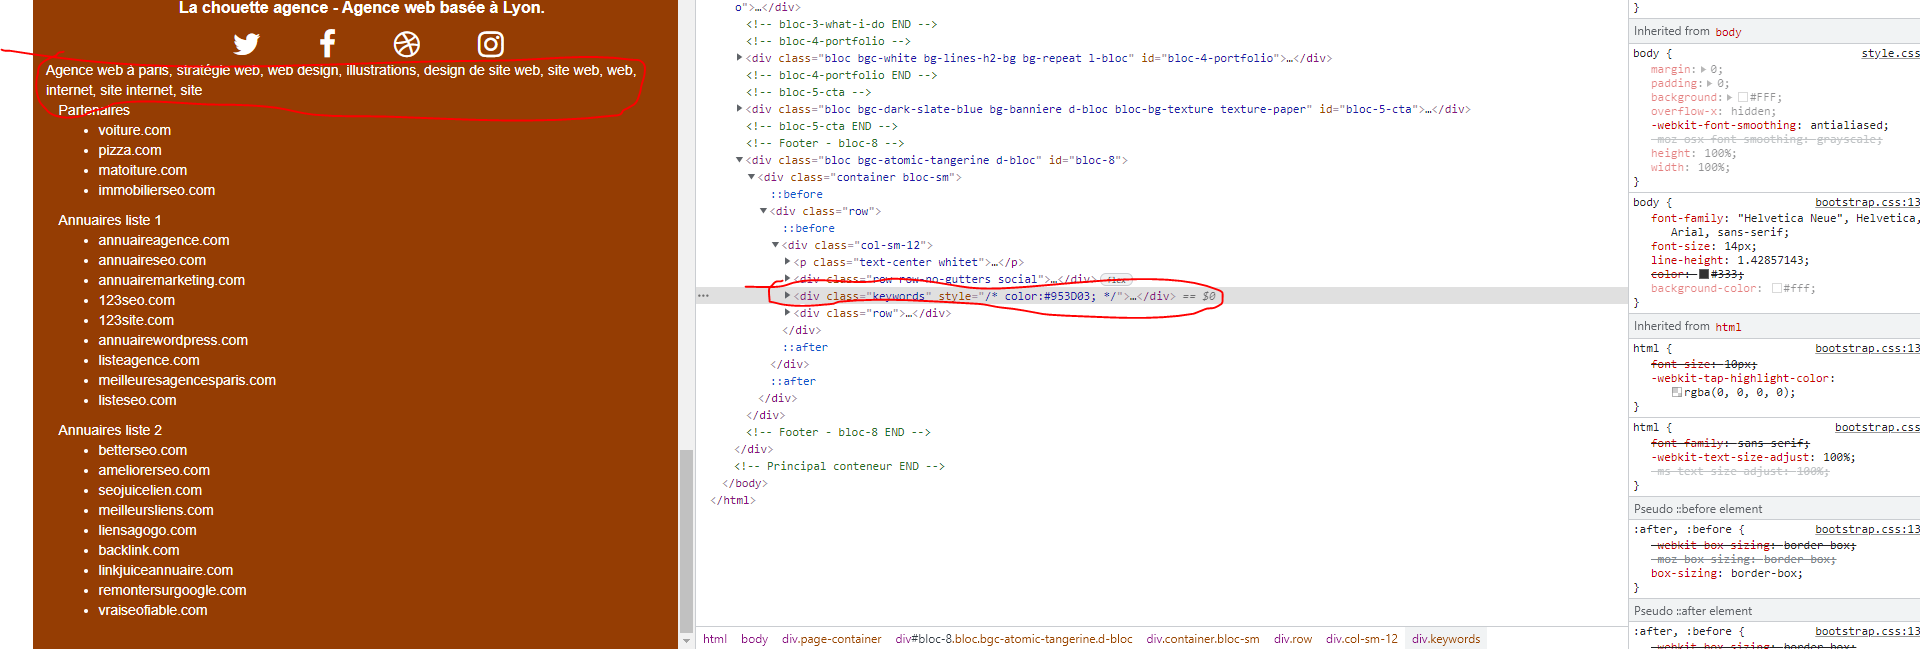 La chouette agence - Agence web basée à Lyon.
Agence web à paris, stratégie web, web design, illustrations, design de site web, site web, web,
internet, site internet, site
Partenaires
voiture.com
pizza.com
matoiture.com
immobilierseo.com
Annuaires liste 1
annuaireagence.com
annuaireseo.com
annuairemarketing.com
123seo.com
123site.com
annuairewordpress.com
listeagence.com
meilleuresagencesparis.com
listeseo.com
Annuaires liste 2
betterseo.com
ameliorerseo.com
seojuicelien.com
meilleursliens.com
liensagogo.com
backlink.com
linkjuiceannuaire.com
remontersurgoogle.com
vraiseofiable.com
o">…</div>
<!-- bloc-3-what-i-do END -->
<!-- bloc-4-portfolio -->
<div class="bloc bgc-white bg-lines-h2-bg bg-repeat l-bloc" id="bloc-4-portfolio">…</div>
<!-- bloc-4-portfolio END -->
<!-- bloc-5-cta -->
<div class="bloc bgc-dark-slate-blue bg-banniere d-bloc bloc-bg-texture texture-paper" id="bloc-5-cta">…</div>
<!-- bloc-5-cta END -->
<!-- Footer - bloc-8 -->
<div class="bloc bgc-atomic-tangerine d-bloc" id="bloc-8">
<div class="container bloc-sm">
::before
<div class="row">
::before
<div class="col-sm-12">
<p class="text-center whitet">…</p>
<div class="row row-no-gutters social">…</div> flex
<div class="keywords" style="/* color:#953D03; */">…</div> == $0
<div class="row">…</div>
</div>
::after
</div>
::after
</div>
</div>
<!-- Footer - bloc-8 END -->
</div>
<!-- Principal conteneur END -->
</body>
</html>
html body div.page-container div#bloc-8.bloc.bgc-atomic-tangerine.d-bloc div.container.bloc-sm div.row div.col-sm-12 div.keywords
}
Inherited from body
body { style.css
margin: 0;
padding: 0;
background: #FFF;
overflow-x: hidden;
-webkit-font-smoothing: antialiased;
-moz-osx-font-smoothing: grayscale;
height: 100%;
width: 100%;
}
body { bootstrap.css:13
font-family: "Helvetica Neue", Helvetica,
Arial, sans-serif;
font-size: 14px;
line-height: 1.42857143;
color: #333;
background-color: #fff;
}
Inherited from html
html { bootstrap.css:13
font-size: 10px;
-webkit-tap-highlight-color:
rgba(0, 0, 0, 0);
}
html { bootstrap.css
font-family: sans-serif;
-webkit-text-size-adjust: 100%;
-ms-text-size-adjust: 100%;
}
Pseudo ::before element
:after, :before { bootstrap.css:13
-webkit-box-sizing: border-box;
-moz-box-sizing: border-box;
box-sizing: border-box;
}
Pseudo ::after element
:after, :before { bootstrap.css:13
-webkit-box-sizing: border-box;